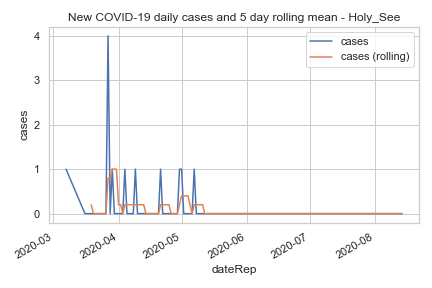 New COVID-19 daily cases and 5 day rolling mean - Holy_See
cases
cases (rolling)
4
3
2
1
0
cases
2020-03
2020-04
2020-05
2020-06
2020-07
2020-08
dateRep